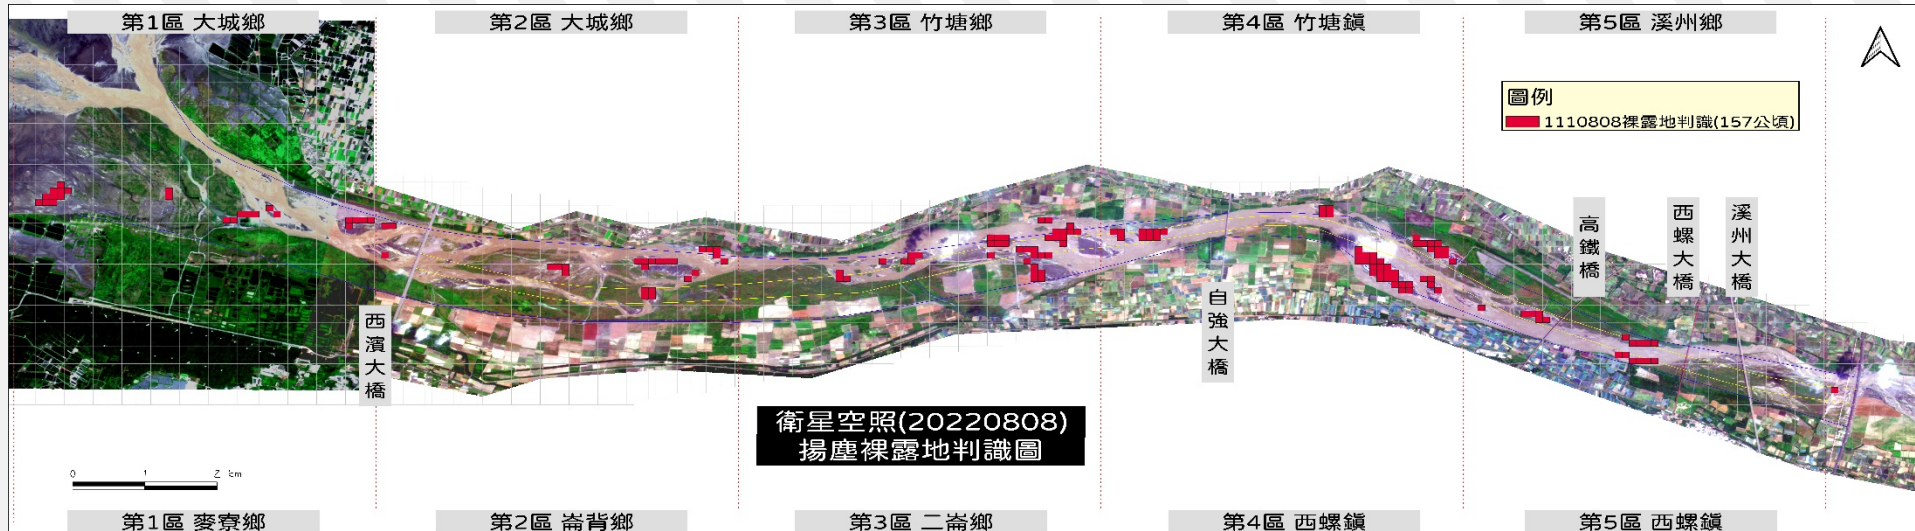 第1區 大城鄉
第2區 大城鄉
第3區 竹塘鄉
第4區 竹塘鎮
第5區 溪州鄉
圖例
1110808裸露地判識(157公頃)
西濱大橋
自強大橋
高鐵橋
西螺大橋
溪州大橋
衛星空照(20220808)
揚塵裸露地判識圖
0 1 2 km
第1區 麥寮鄉
第2區 崙背鄉
第3區 二崙鄉
第4區 西螺鎮
第5區 西螺鎮